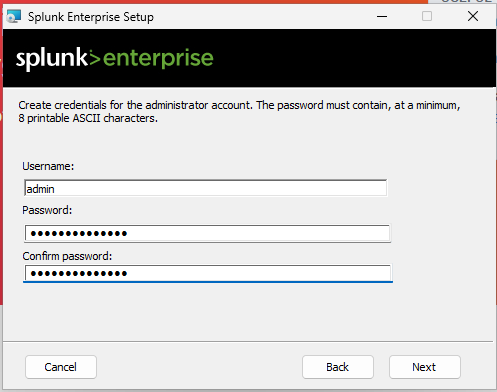 Splunk Enterprise Setup
splunk>enterprise
Create credentials for the administrator account. The password must contain, at a minimum,
8 printable ASCII characters.
Username:
admin
Password:
●●●●●●●●●●●●●●
Confirm password:
●●●●●●●●●●●●●●
Cancel
Back
Next